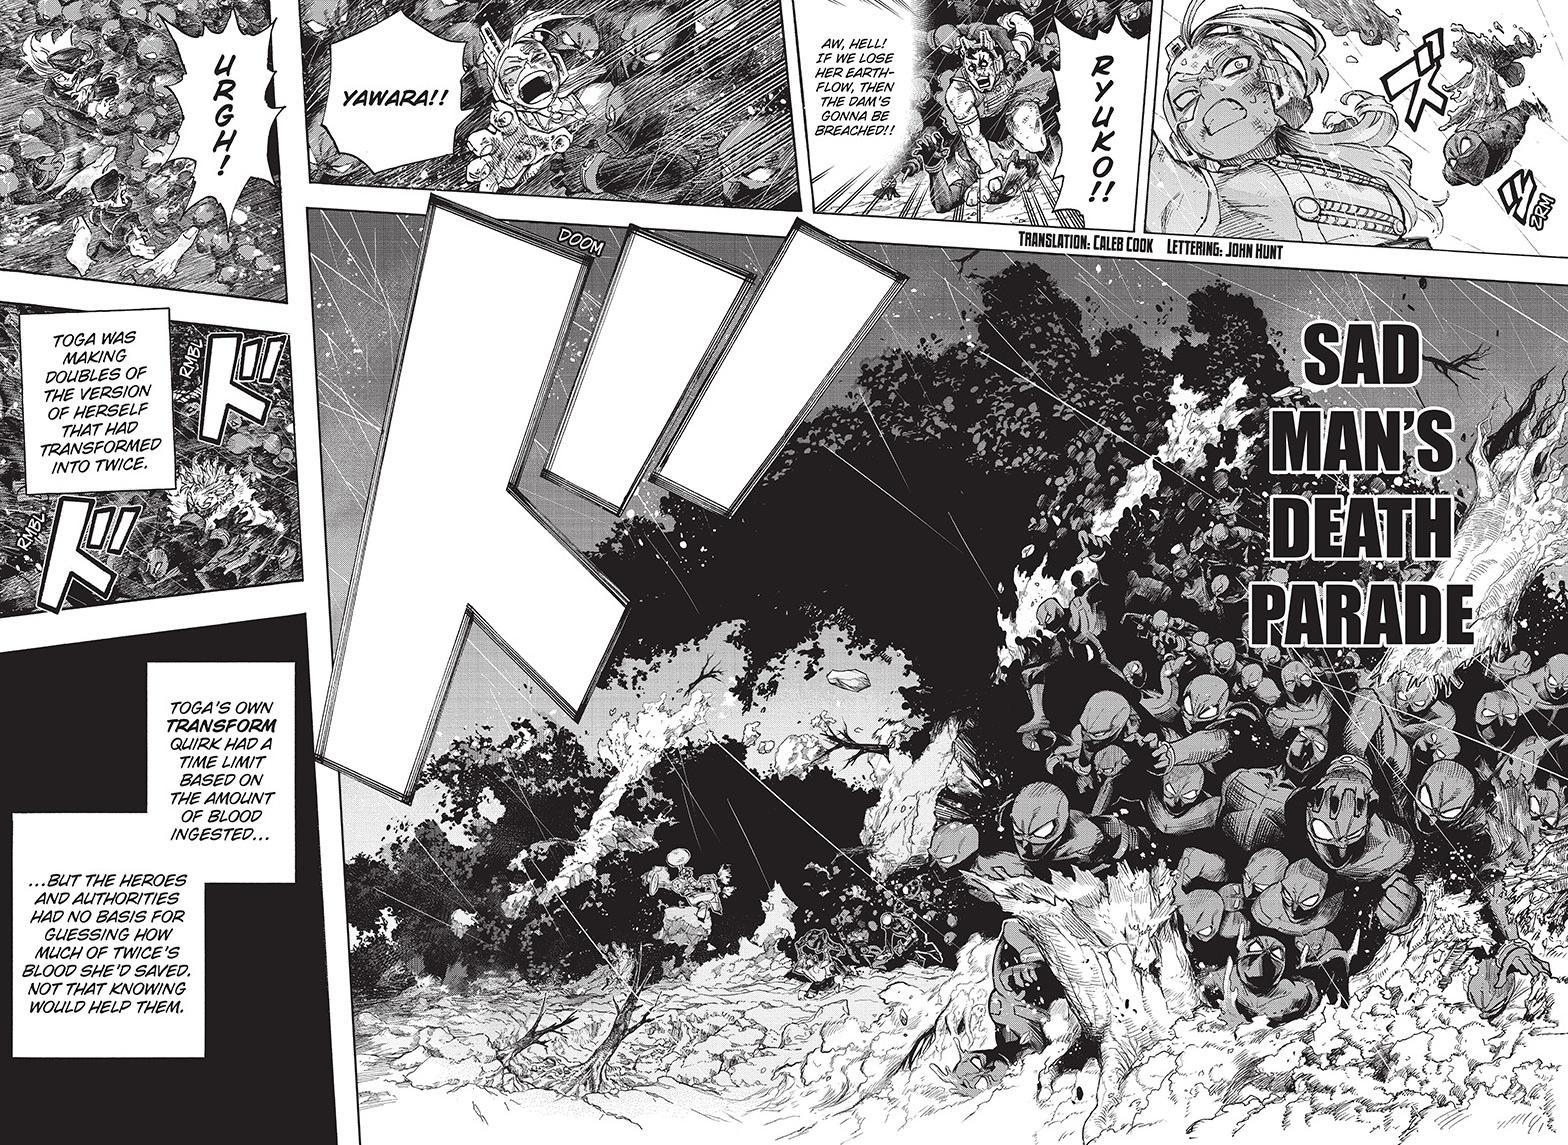 ズ
ズ
DRM
RYUKO!!
AW, HELL!
IF WE LOSE
HER EARTH-
FLOW, THEN
THE DAM'S
GONNA BE
BREACHED!!
YAWARA!!
URGH!
TRANSLATION: CALEB COOK LETTERING: JOHN HUNT
SAD
MAN'S
DEATH
PARADE
DOOM
ド
RMBL
ド
TOGA WAS
MAKING
DOUBLES OF
THE VERSION
OF HERSELF
THAT HAD
TRANSFORMED
INTO TWICE.
RMBL
ド
TOGA'S OWN
TRANSFORM
QUIRK HAD A
TIME LIMIT
BASED ON
THE AMOUNT
OF BLOOD
INGESTED...
...BUT THE HEROES
AND AUTHORITIES
HAD NO BASIS FOR
GUESSING HOW
MUCH OF TWICE'S
BLOOD SHE'D SAVED.
NOT THAT KNOWING
WOULD HELP THEM.